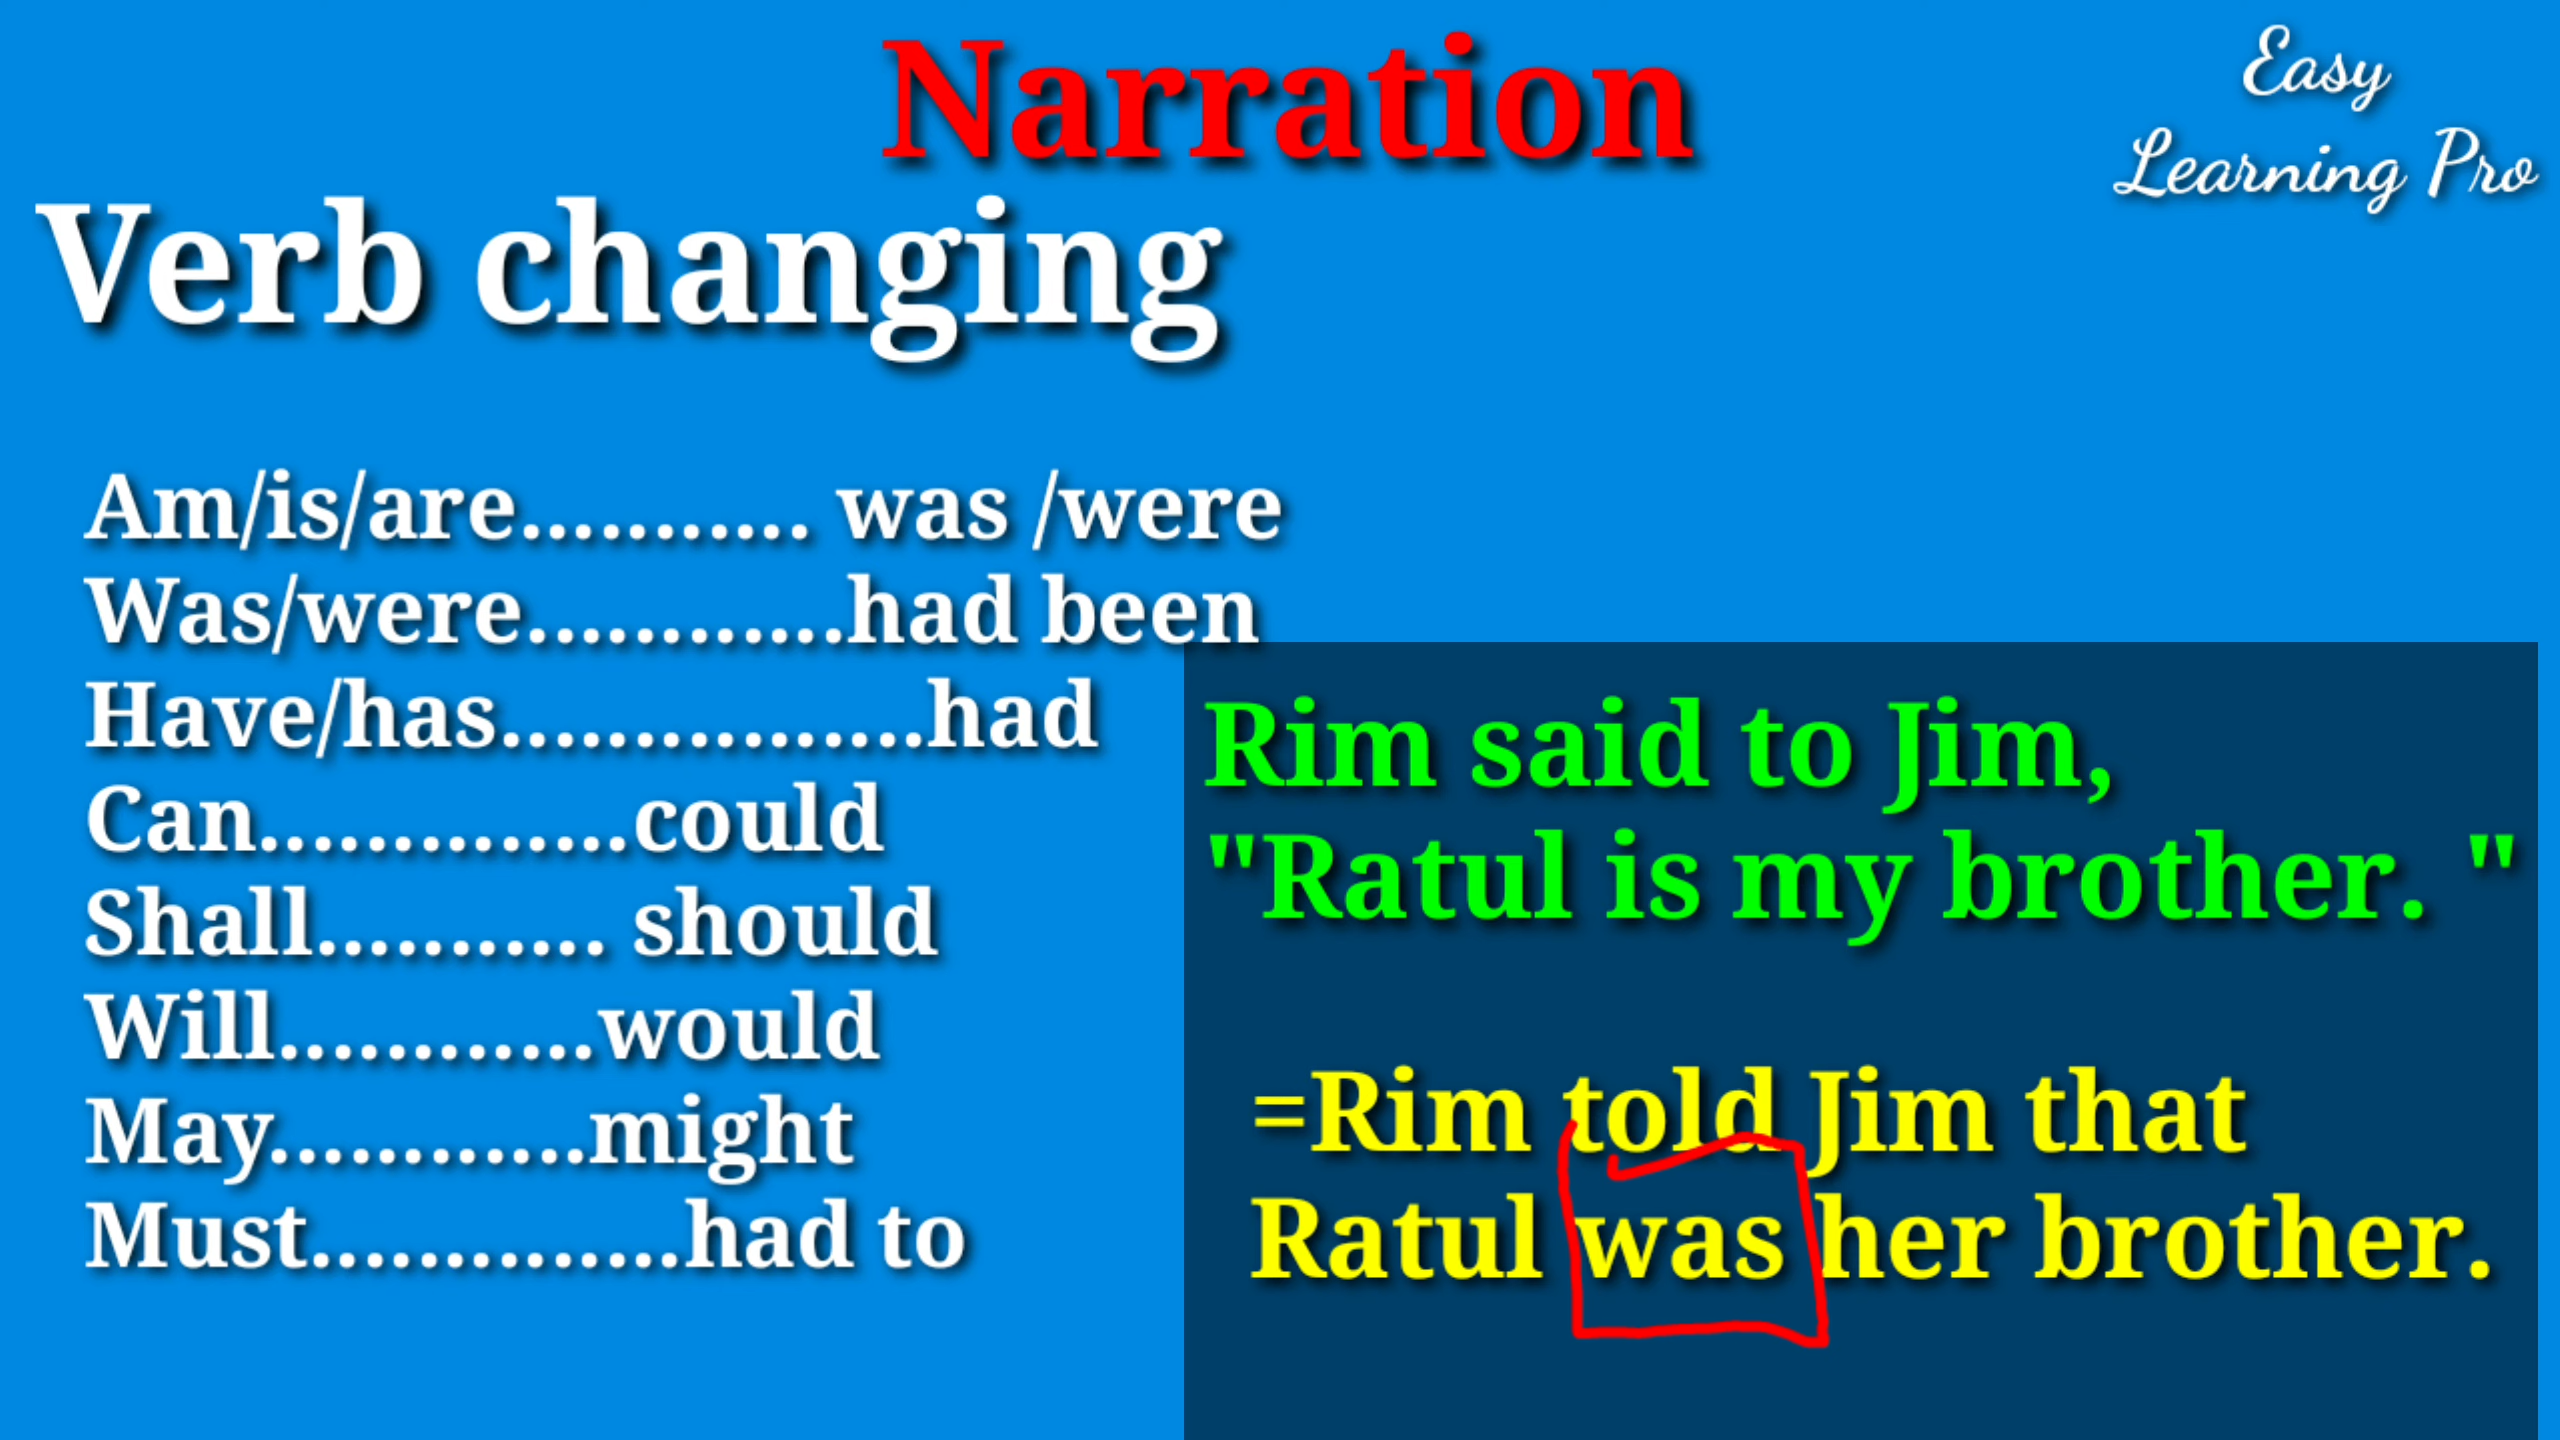 Narration
Easy
Learning Pro
Verb changing
Am/is/are........... was /were
Was/were............had been
Have/has................had
Can..............could
Shall........... should
Will............would
May............might
Must..............had to
Rim said to Jim,
"Ratul is my brother. "
=Rim told Jim that
Ratul was her brother.